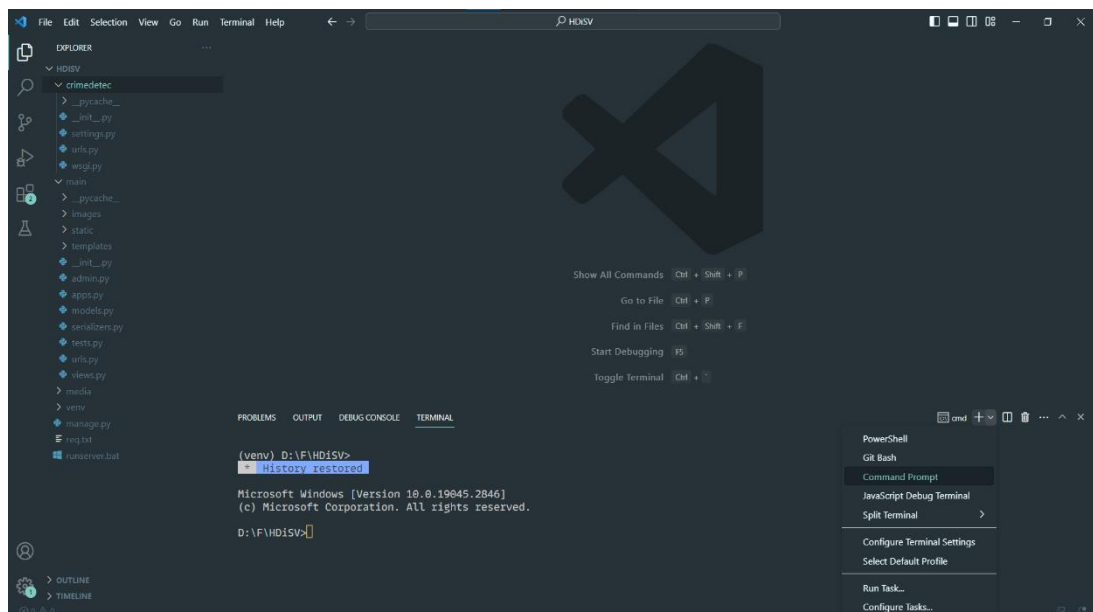 File Edit Selection View Go Run Terminal Help
HDiSV
EXPLORER
HDISV
crimedetec
__pycache__
__init__.py
settings.py
urls.py
wsgi.py
main
__pycache__
images
static
templates
__init__.py
admin.py
apps.py
models.py
serializers.py
tests.py
urls.py
views.py
media
venv
manage.py
req.txt
runserver.bat
OUTLINE
TIMELINE
Show All Commands Ctrl + Shift + P
Go to File Ctrl + P
Find in Files Ctrl + Shift + F
Start Debugging F5
Toggle Terminal Ctrl + `
PROBLEMS OUTPUT DEBUG CONSOLE TERMINAL
cmd
(venv) D:\F\HDiSV>
* History restored
Microsoft Windows [Version 10.0.19045.2846]
(c) Microsoft Corporation. All rights reserved.
D:\F\HDiSV>
PowerShell
Git Bash
Command Prompt
JavaScript Debug Terminal
Split Terminal
Configure Terminal Settings
Select Default Profile
Run Task...
Configure Tasks...
2
1